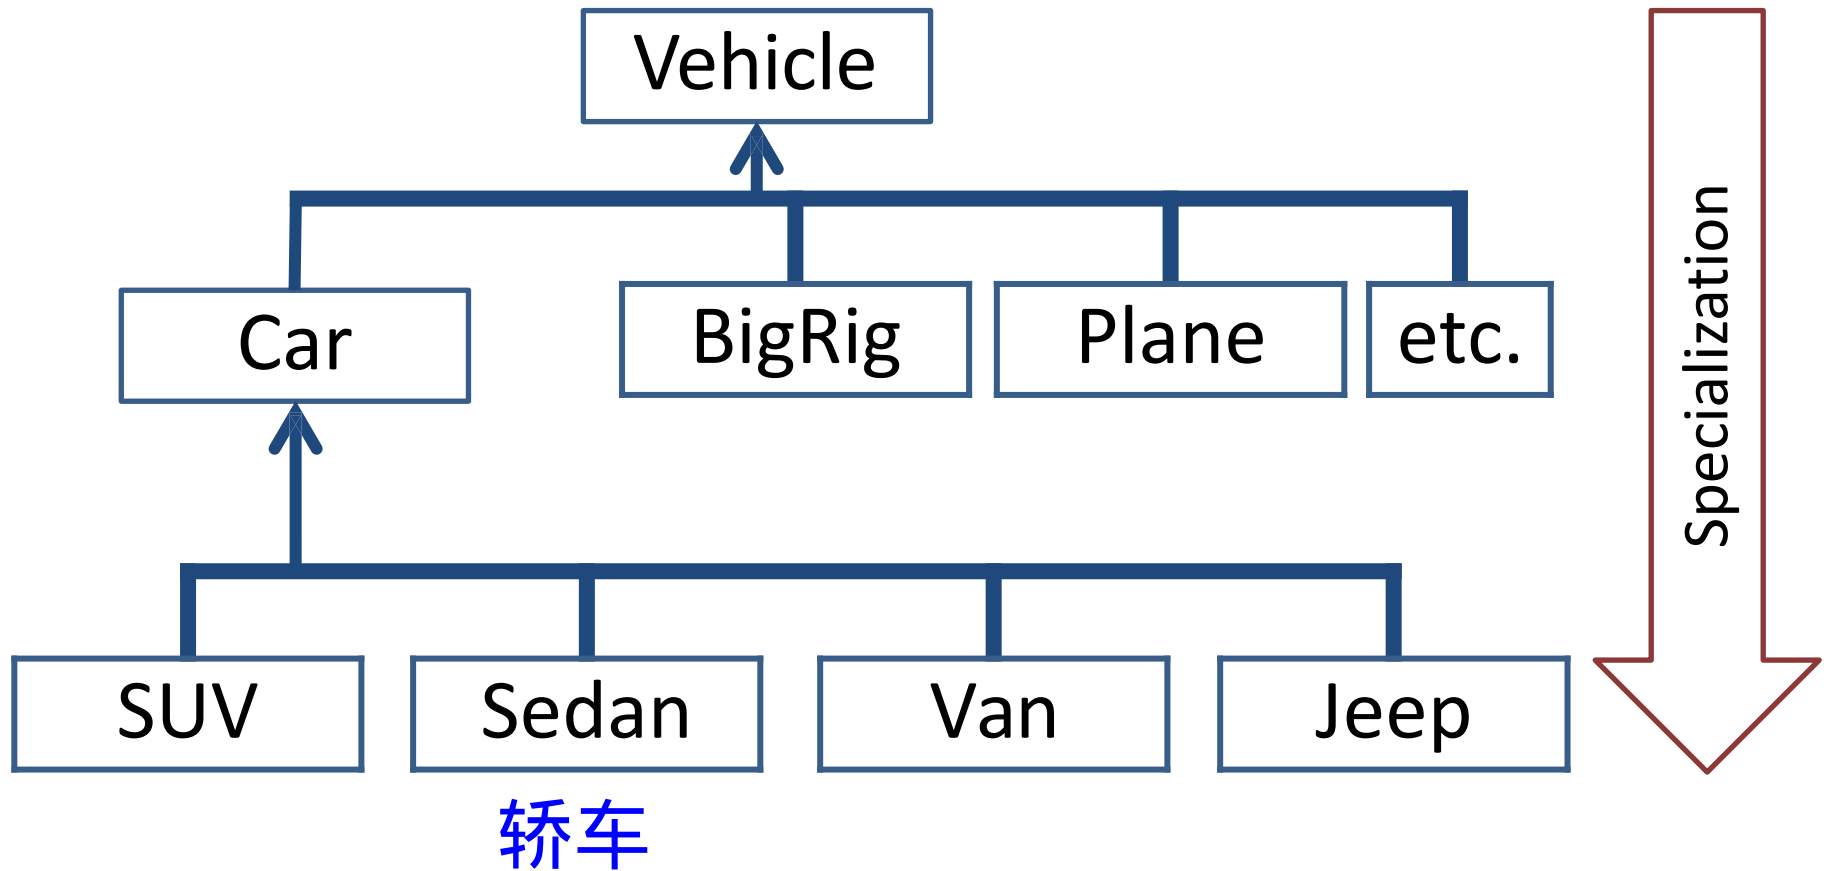 Vehicle
Car
BigRig
Plane
etc.
SUV
Sedan
Van
Jeep
轿车
Specialization